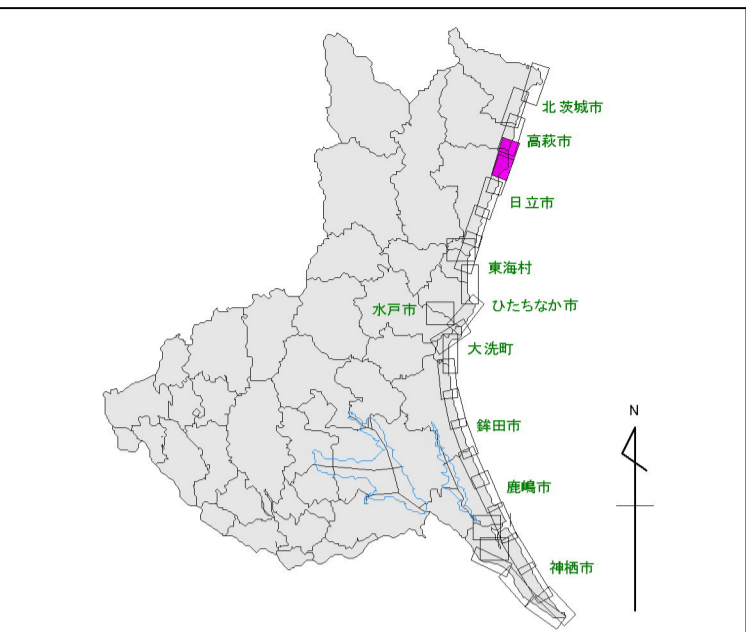 北茨城市
高萩市
日立市
東海村
ひたちなか市
水戸市
大洗町
N
鉾田市
鹿嶋市
神栖市